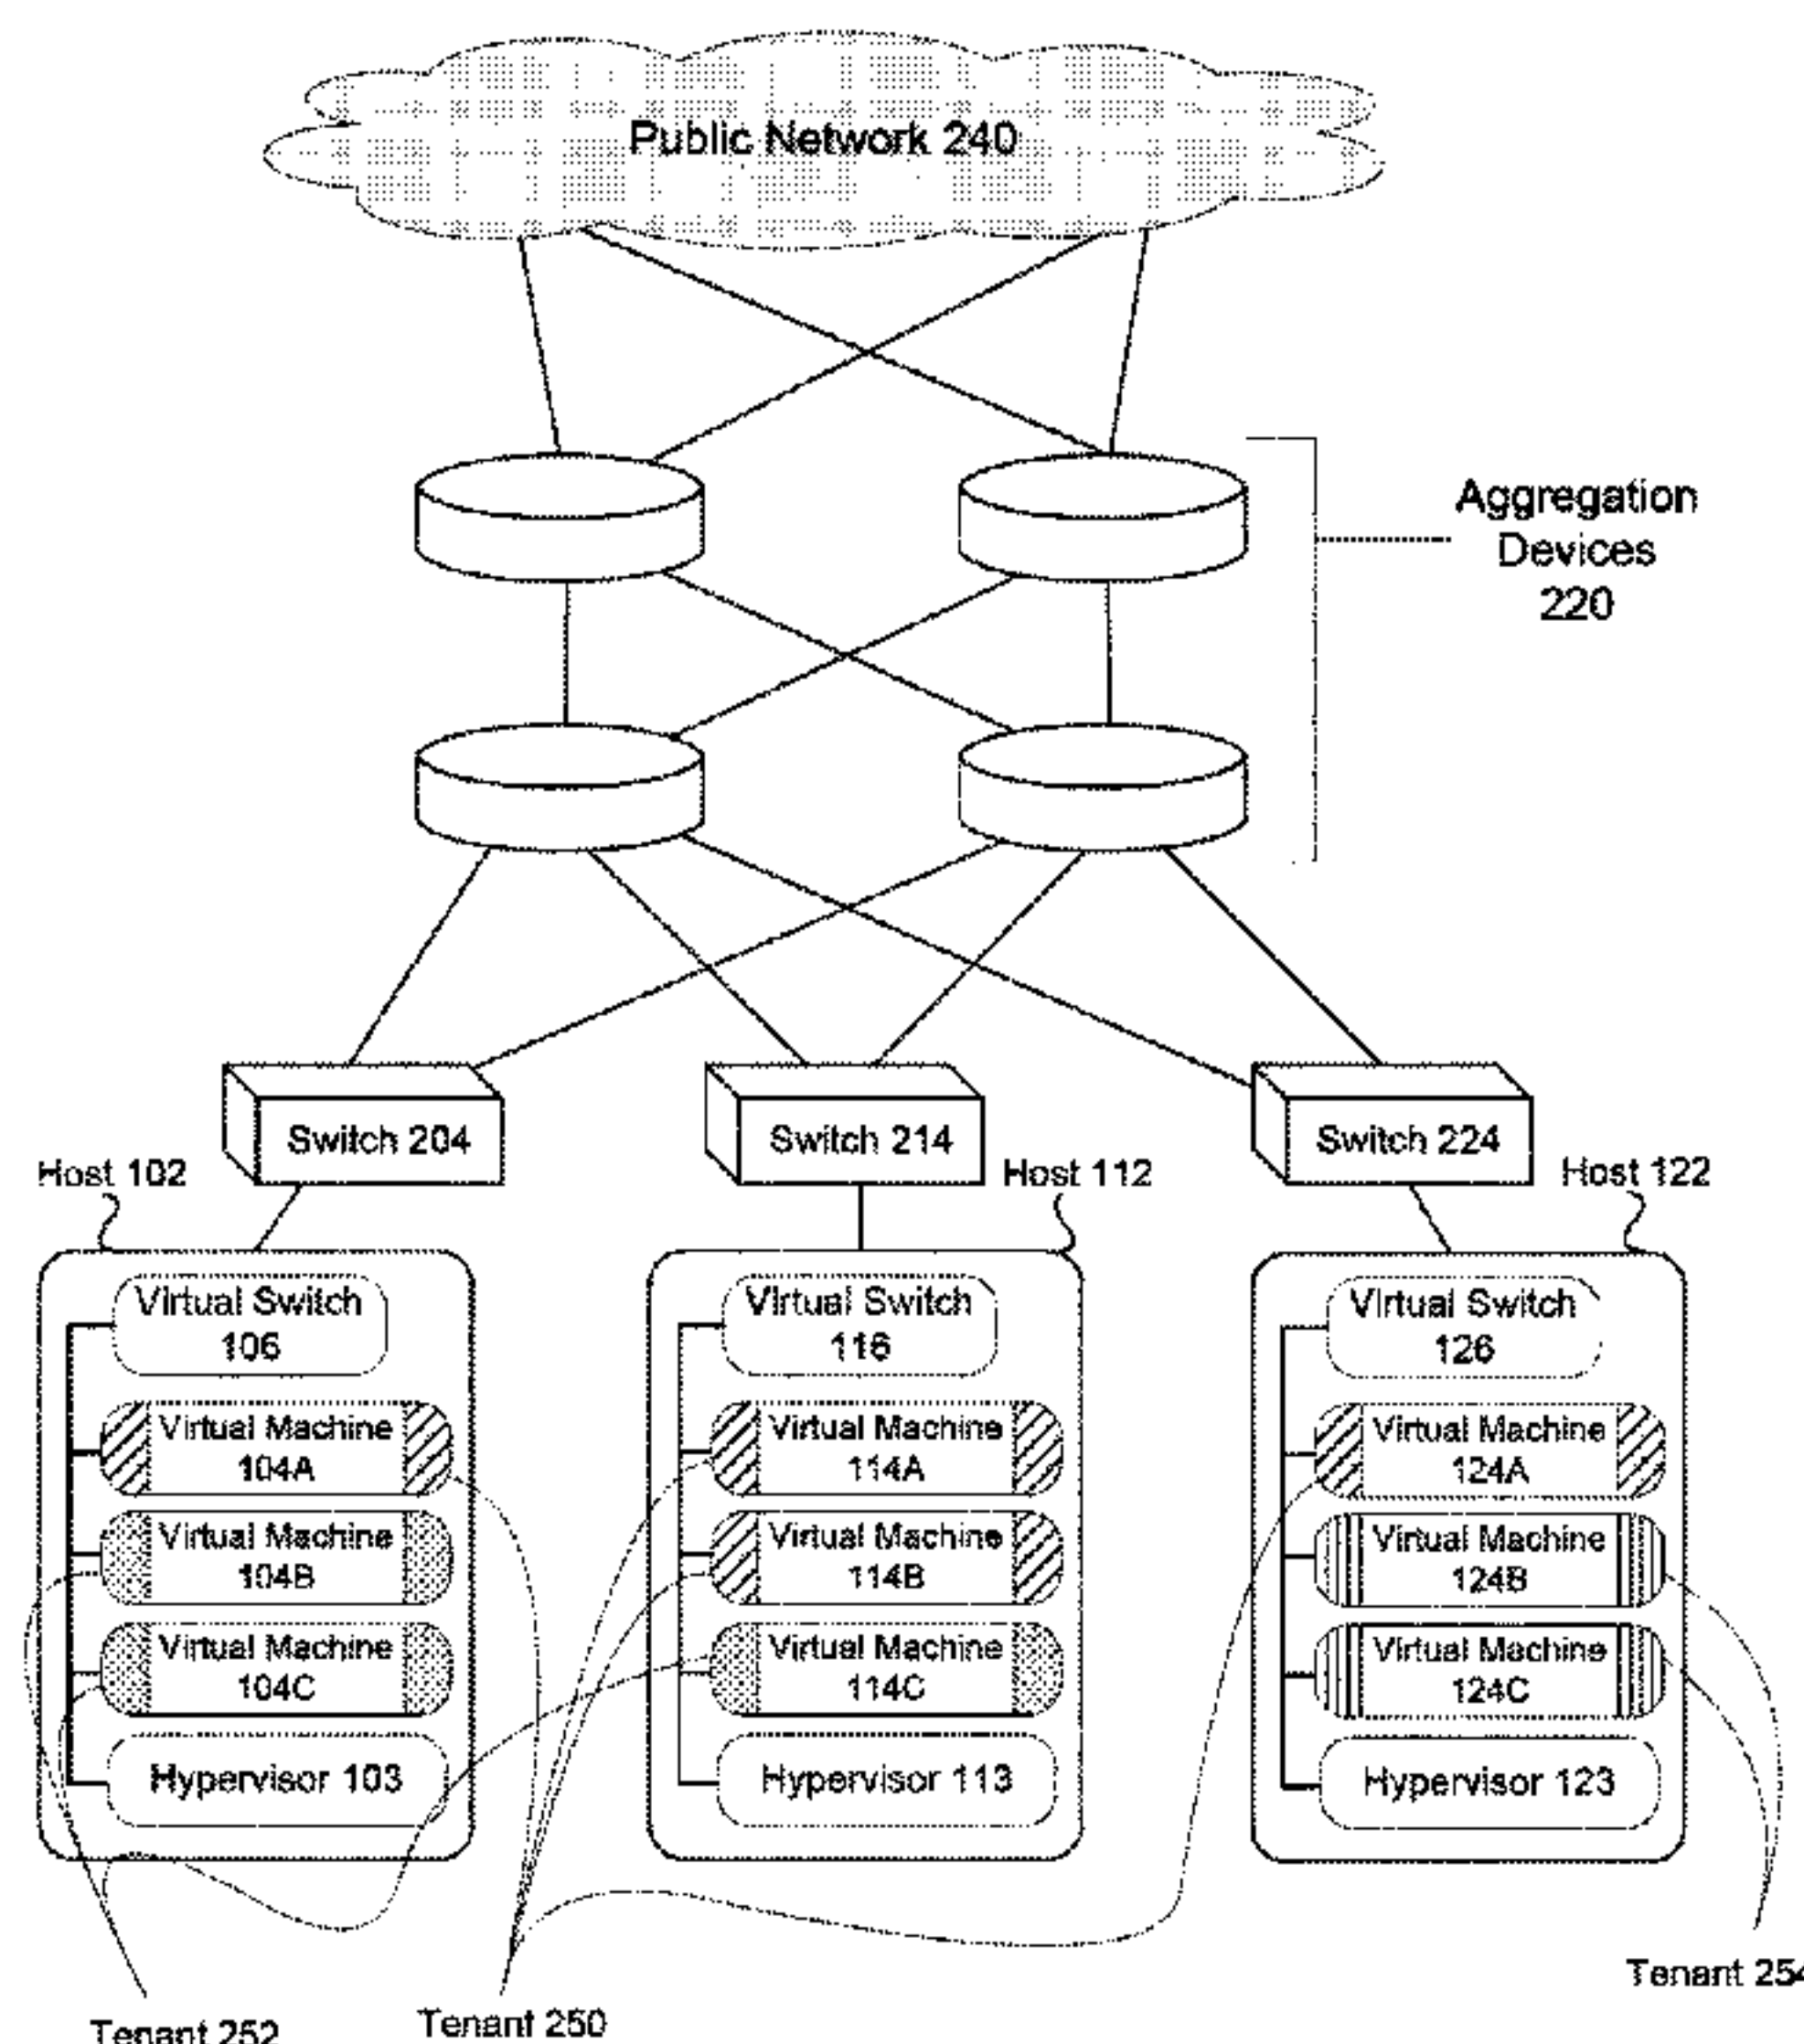 Public Network 240
Aggregation
Devices
220
Switch 204
Switch 214
Switch 224
Host 102
Host 112
Host 122
Virtual Switch
106
Virtual Machine
104A
Virtual Machine
104B
Virtual Machine
104C
Hypervisor 103
Virtual Switch
116
Virtual Machine
114A
Virtual Machine
114B
Virtual Machine
114C
Hypervisor 113
Virtual Switch
126
Virtual Machine
124A
Virtual Machine
124B
Virtual Machine
124C
Hypervisor 123
Tenant 254
Tenant 252
Tenant 250